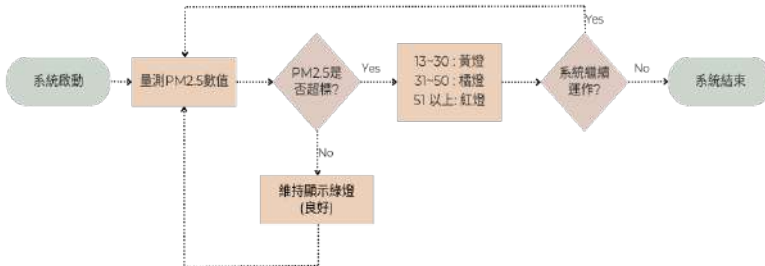 Yes
系統啟動
量測PM2.5數值
PM2.5是
否超標?
Yes
13~30 : 黃燈
31~50 : 橘燈
51 以上: 紅燈
系統繼續
運作?
No
系統結束
No
維持顯示綠燈
(良好)